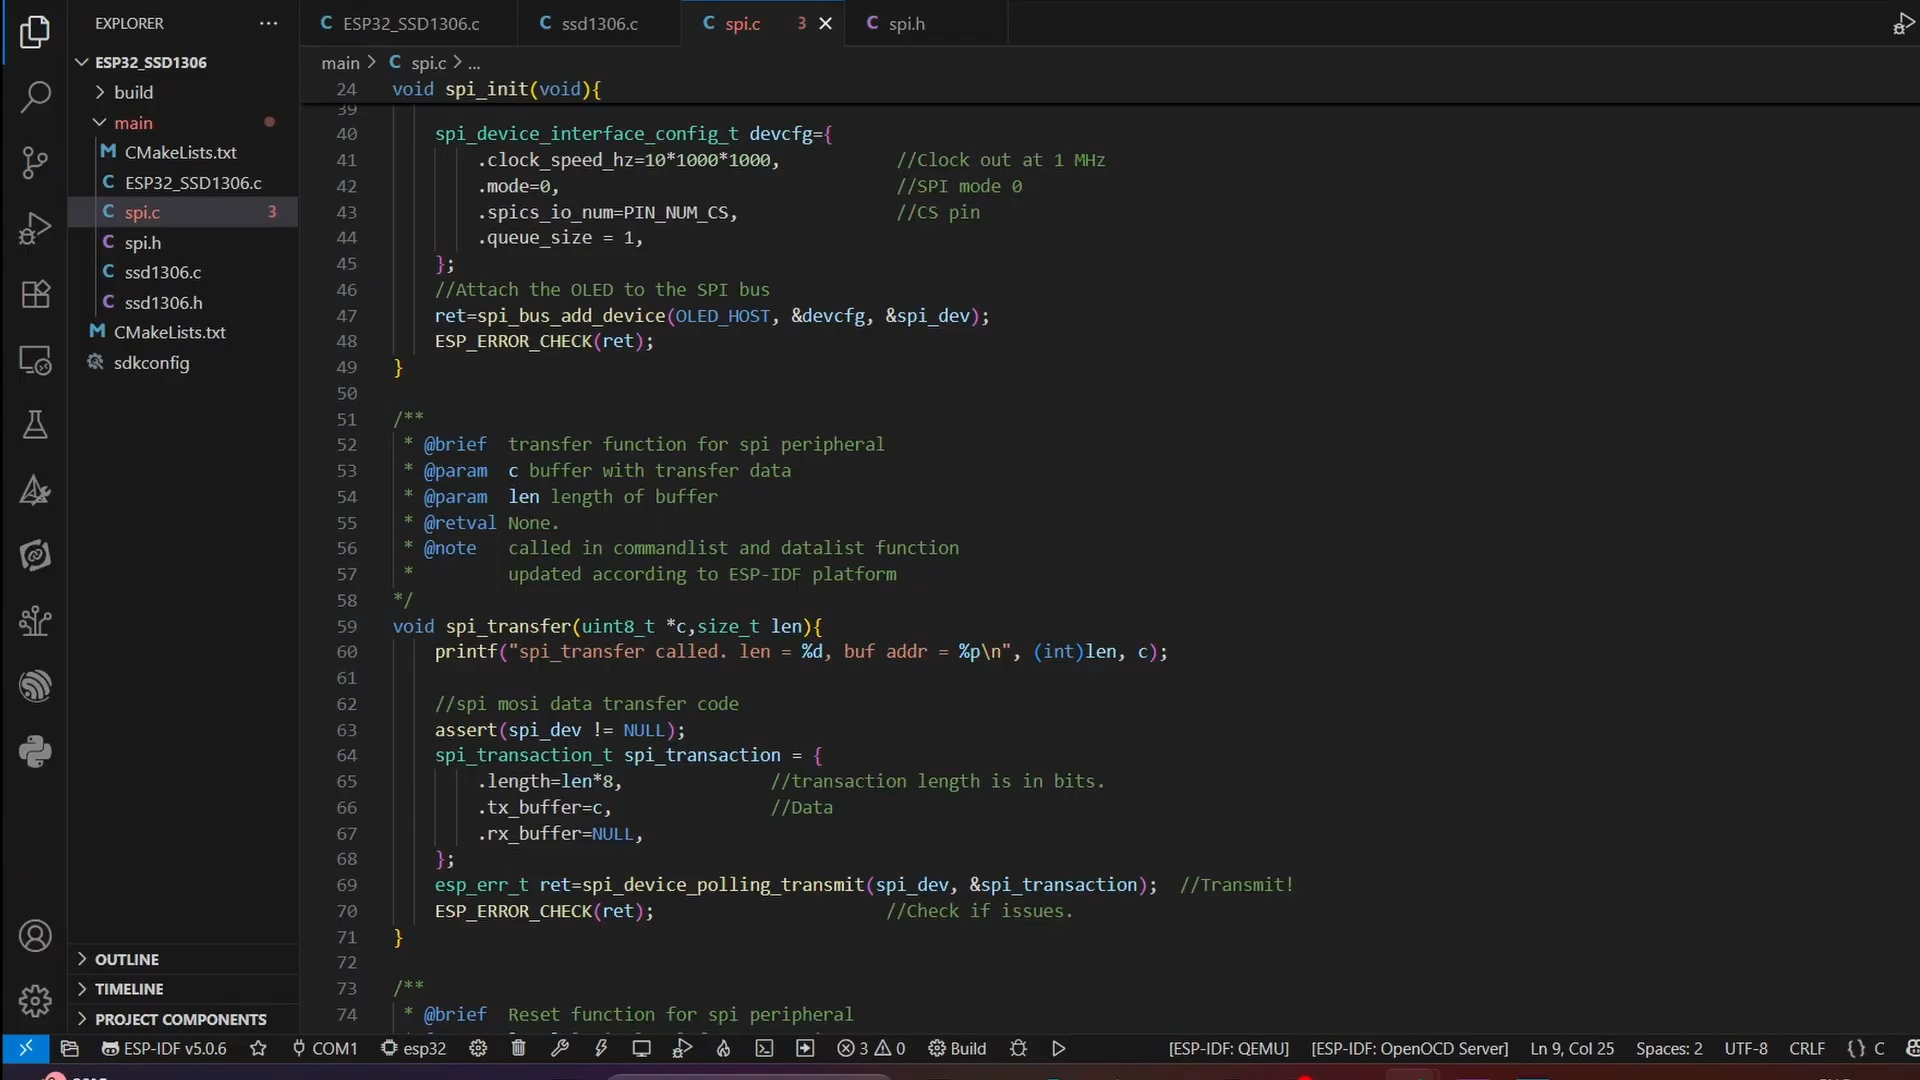 EXPLORER
ESP32_SSD1306
build
main
CMakeLists.txt
ESP32_SSD1306.c
spi.c 3
spi.h
ssd1306.c
ssd1306.h
CMakeLists.txt
sdkconfig
OUTLINE
TIMELINE
PROJECT COMPONENTS
ESP32_SSD1306.c ssd1306.c spi.c 3 spi.h
main > spi.c > ...
24 void spi_init(void){
39
40 spi_device_interface_config_t devcfg={
41 .clock_speed_hz=10*1000*1000, //Clock out at 1 MHz
42 .mode=0, //SPI mode 0
43 .spics_io_num=PIN_NUM_CS, //CS pin
44 .queue_size = 1,
45 };
46 //Attach the OLED to the SPI bus
47 ret=spi_bus_add_device(OLED_HOST, &devcfg, &spi_dev);
48 ESP_ERROR_CHECK(ret);
49 }
50
51 /**
52 * @brief transfer function for spi peripheral
53 * @param c buffer with transfer data
54 * @param len length of buffer
55 * @retval None.
56 * @note called in commandlist and datalist function
57 * updated according to ESP-IDF platform
58 */
59 void spi_transfer(uint8_t *c,size_t len){
60 printf("spi_transfer called. len = %d, buf addr = %p\n", (int)len, c);
61
62 //spi mosi data transfer code
63 assert(spi_dev != NULL);
64 spi_transaction_t spi_transaction = {
65 .length=len*8, //transaction length is in bits.
66 .tx_buffer=c, //Data
67 .rx_buffer=NULL,
68 };
69 esp_err_t ret=spi_device_polling_transmit(spi_dev, &spi_transaction); //Transmit!
70 ESP_ERROR_CHECK(ret); //Check if issues.
71 }
72
73 /**
74 * @brief Reset function for spi peripheral
ESP-IDF v5.0.6 COM1 esp32 3 0 Build [ESP-IDF: QEMU] [ESP-IDF: OpenOCD Server] Ln 9, Col 25 Spaces: 2 UTF-8 CRLF {} C